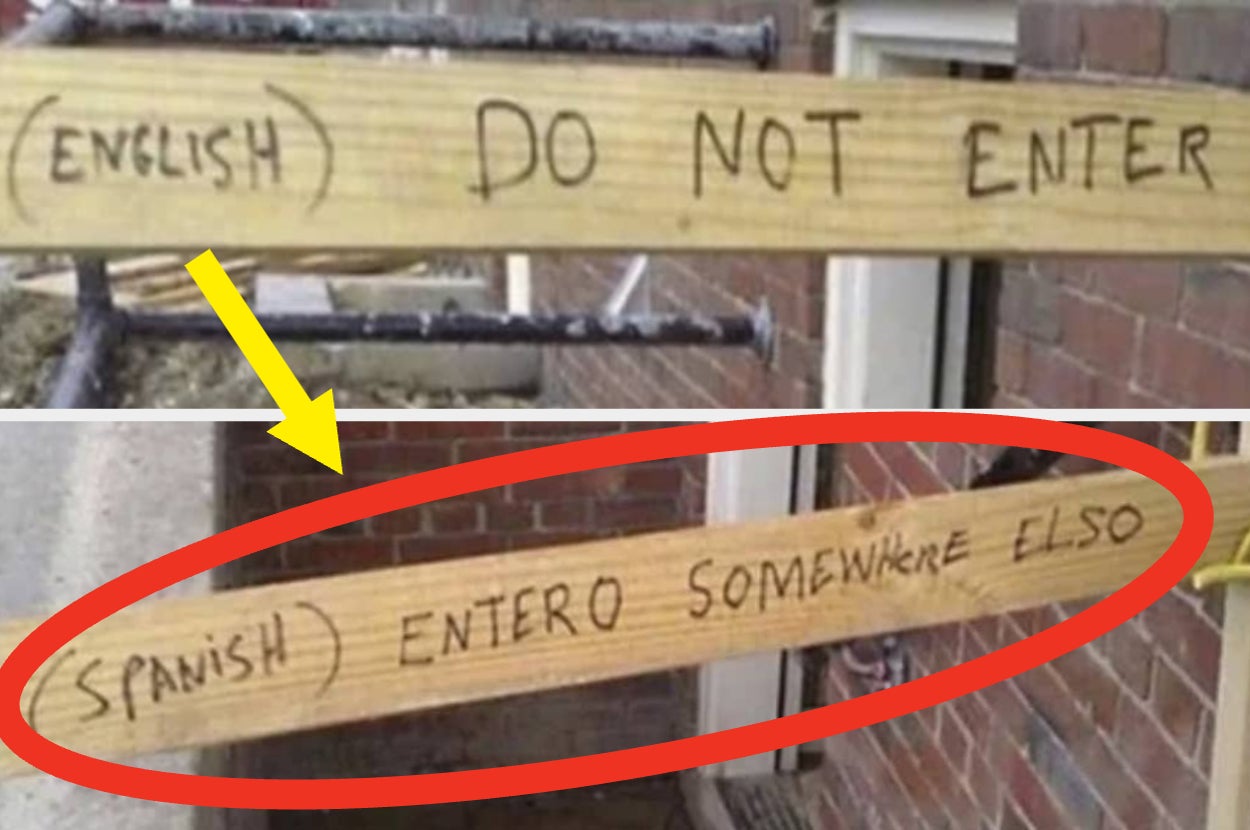 (ENGLISH) DO NOT ENTER
(SPANiSH) ENTERO SOMEWHeRE ELSO